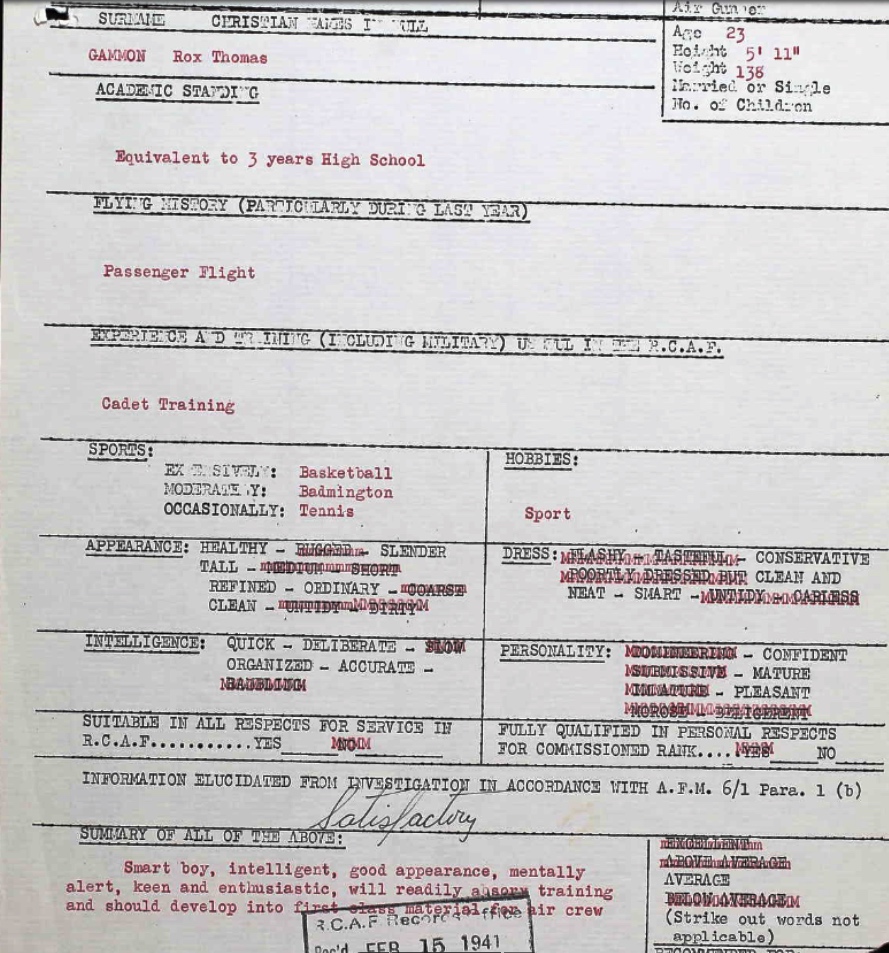 Air Gunner
SURNAME CHRISTIAN NAMES IN FULL
Age 23
Height 5' 11"
Weight 138
Married or Single
No. of Children
GAMMON Rox Thomas
ACADEMIC STANDING
Equivalent to 3 years High School
FLYING HISTORY (PARTICULARLY DURING LAST YEAR)
Passenger Flight
EXPERIENCE AND TRAINING (INCLUDING MILITARY) USEFUL IN THE R.C.A.F.
Cadet Training
SPORTS:
EXTENSIVELY: Basketball
MODERATELY: Badmington
OCCASIONALLY: Tennis
HOBBIES:
Sport
APPEARANCE: HEALTHY - RUGGED - SLENDER
TALL - MEDIUM - SHORT
REFINED - ORDINARY - COARSE
CLEAN - UNTIDY - DIRTY
DRESS: FLASHY - TASTEFUL - CONSERVATIVE
POORTLY DRESSED BUT CLEAN AND
NEAT - SMART - UNTIDY - CARLESS
INTELLIGENCE: QUICK - DELIBERATE - SLOW
ORGANIZED - ACCURATE -
BABBLING
PERSONALITY: DOMINEERING - CONFIDENT
SUBMISSIVE - MATURE
IMMATURE - PLEASANT
MOROSE - BELIGERENT
SUITABLE IN ALL RESPECTS FOR SERVICE IN
R.C.A.F...........YES NO
FULLY QUALIFIED IN PERSONAL RESPECTS
FOR COMMISSIONED RANK....YES NO
INFORMATION ELUCIDATED FROM INVESTIGATION IN ACCORDANCE WITH A.F.M. 6/1 Para. 1 (b)
Satisfactory
SUMMARY OF ALL OF THE ABOVE:
Smart boy, intelligent, good appearance, mentally
alert, keen and enthusiastic, will readily absorv training
and should develop into first class material for air crew
EXCELLENT
ABOVE AVERAGE
AVERAGE
BELOW AVERAGE
(Strike out words not
applicable)
RECOMMENDED FOR:
R.C.A.F Records Office
Rec'd FEB 15 1941